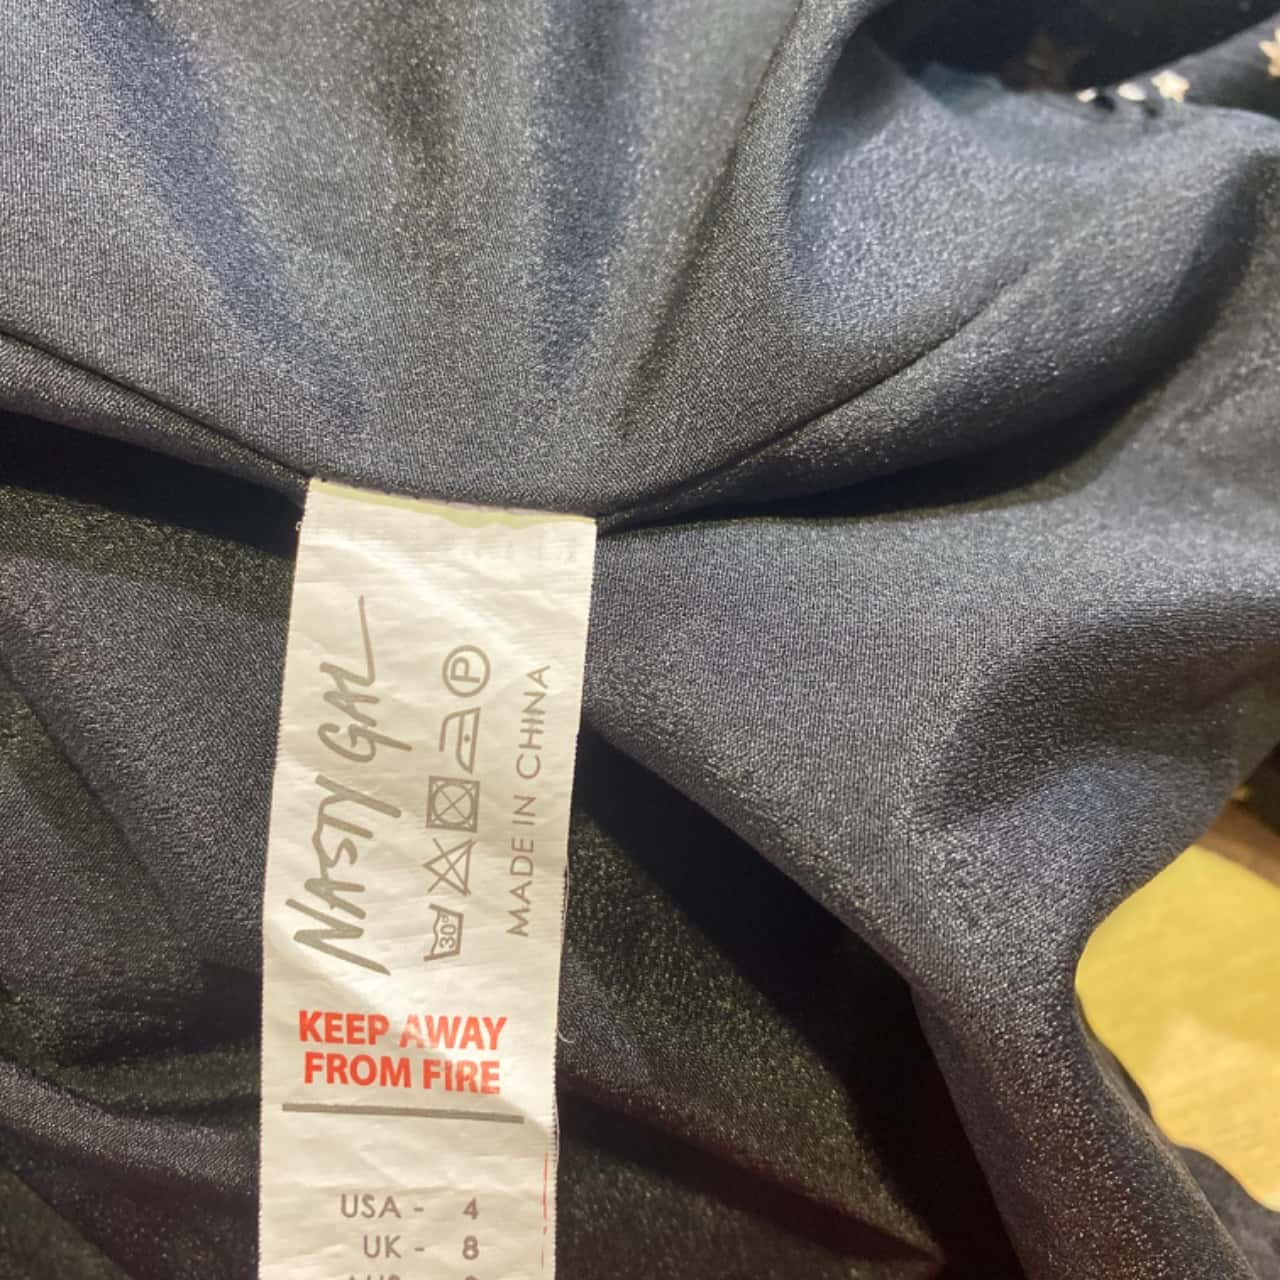 NASTY GAL
30°
P
MADE IN CHINA
KEEP AWAY
FROM FIRE
USA - 4
UK - 8